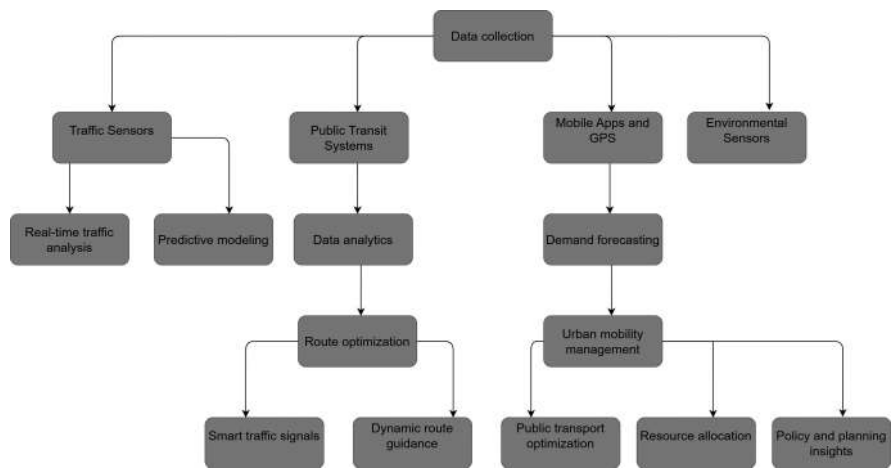 Data collection
Traffic Sensors
Public Transit
Systems
Mobile Apps and
GPS
Environmental
Sensors
Real-time traffic
analysis
Predictive modeling
Data analytics
Demand forecasting
Route optimization
Urban mobility
management
Smart traffic signals
Dynamic route
guidance
Public transport
optimization
Resource allocation
Policy and planning
insights